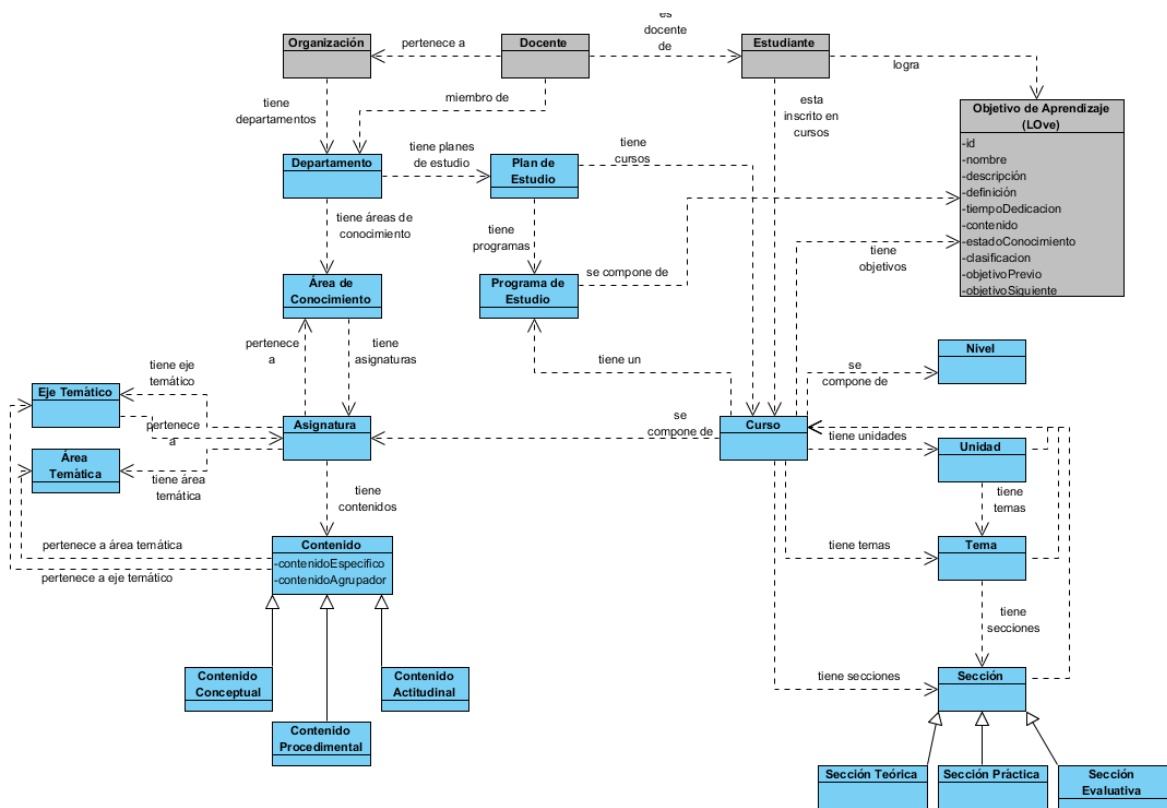 es
docente
de
Organización
pertenece a
Docente
Estudiante
logra
tiene
departamentos
miembro de
esta
inscrito en
cursos
Objetivo de Aprendizaje
(LOve)
-id
-nombre
-descripción
-definición
-tiempoDedicacion
-contenido
-estadoConocimiento
-clasificacion
-objetivoPrevio
-objetivoSiguiente
Departamento
tiene planes
de estudio
Plan de
Estudio
tiene
cursos
tiene áreas de
conocimiento
tiene
programas
tiene
objetivos
Área de
Conocimiento
Programa de
Estudio
se compone de
pertenece
a
tiene
asignaturas
tiene un
Nivel
se
compone de
tiene eje
temático
Eje Temático
pertenece
a
Asignatura
se
compone de
Curso
tiene unidades
Unidad
Área
Temática
tiene área
temática
tiene
contenidos
tiene
temas
pertenece a área temática
pertenece a eje temático
Contenido
-contenidoEspecífico
-contenidoAgrupador
tiene temas
Tema
tiene
secciones
Contenido
Conceptual
Contenido
Actitudinal
tiene secciones
Sección
Contenido
Procedimental
Sección Teórica
Sección Pràctica
Sección
Evaluativa